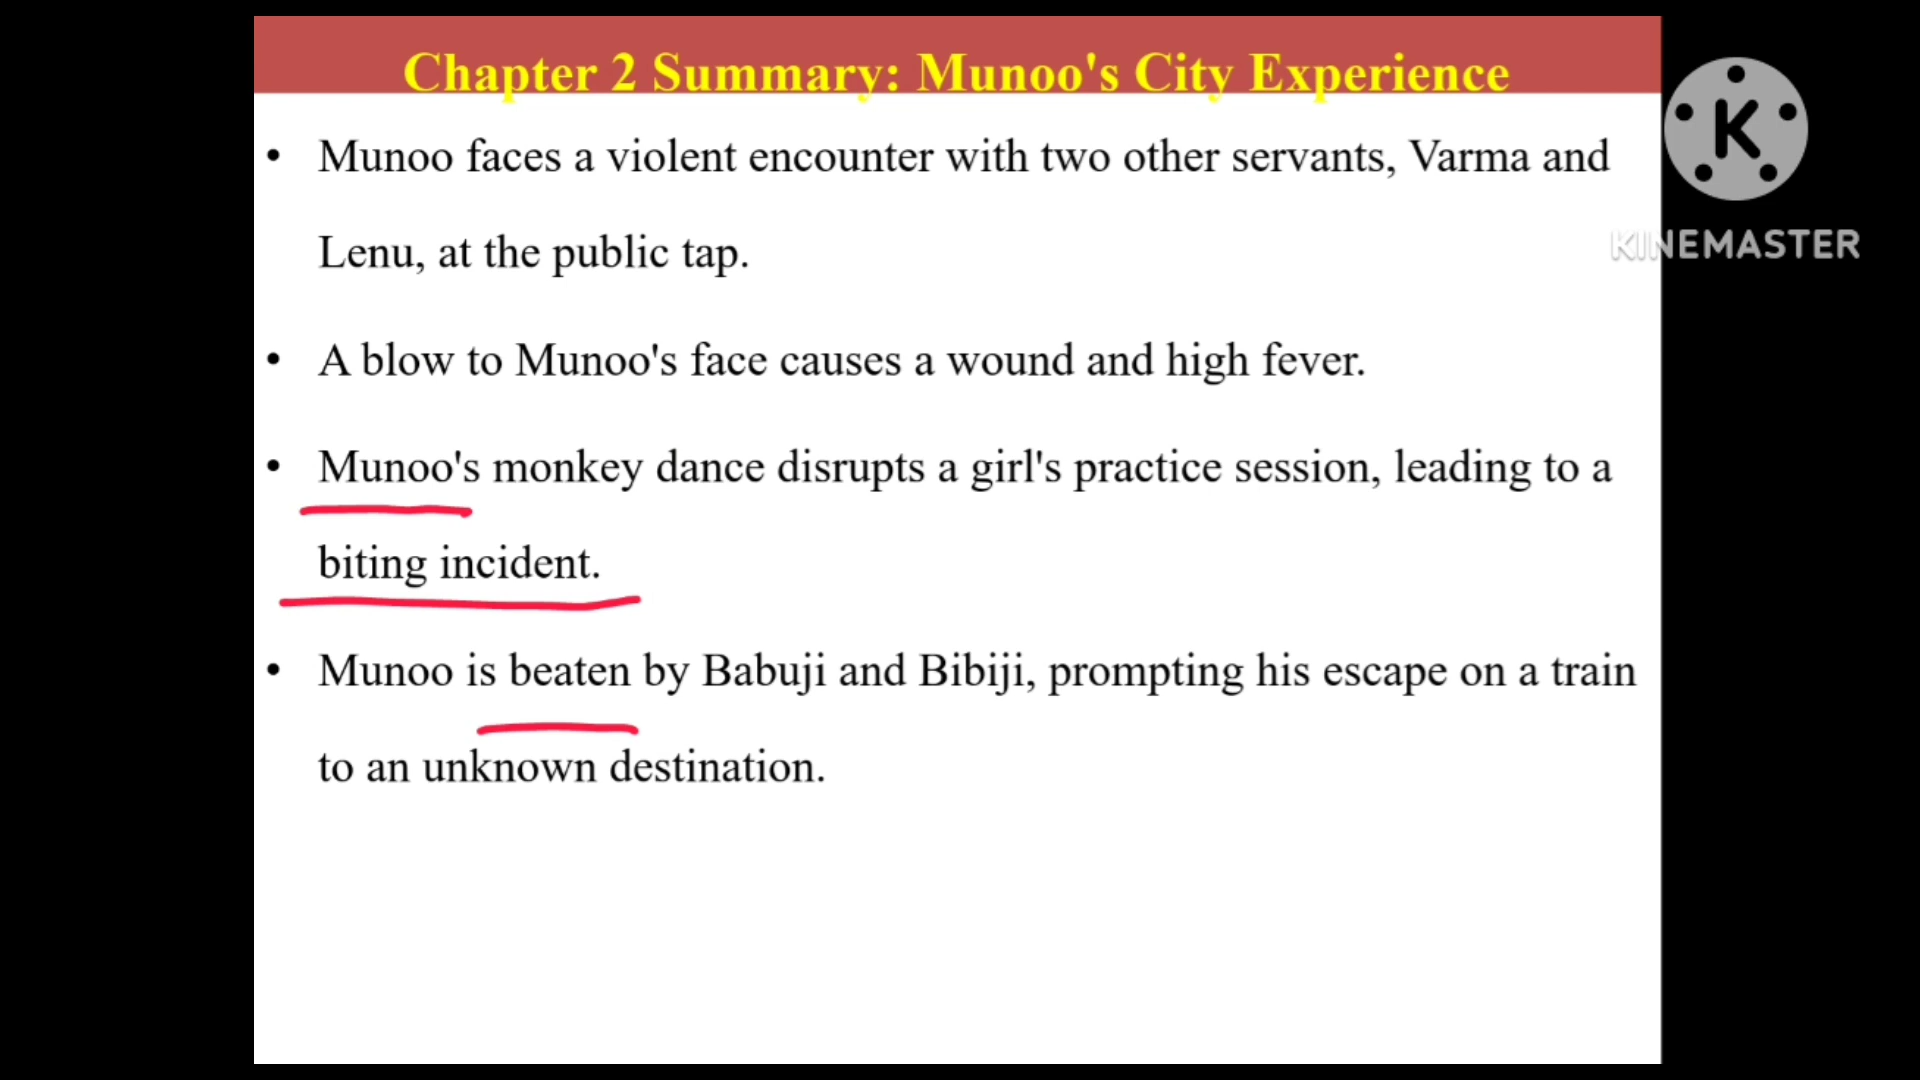 Chapter 2 Summary: Munoo's City Experience
• Munoo faces a violent encounter with two other servants, Varma and
Lenu, at the public tap.
• A blow to Munoo's face causes a wound and high fever.
• Munoo's monkey dance disrupts a girl's practice session, leading to a
biting incident.
• Munoo is beaten by Babuji and Bibiji, prompting his escape on a train
to an unknown destination.
K
KINEMASTER